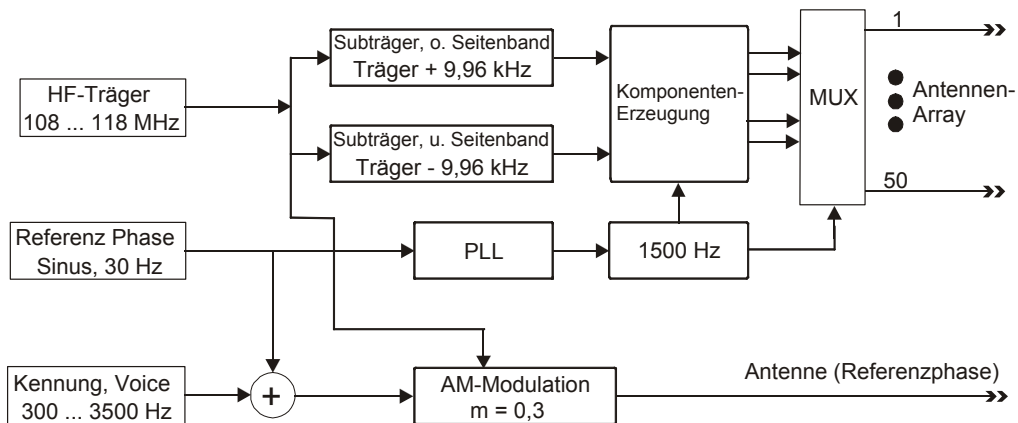 HF-Träger
108 ... 118 MHz
Subträger, o. Seitenband
Träger + 9,96 kHz
Subträger, u. Seitenband
Träger - 9,96 kHz
Komponenten-
Erzeugung
MUX
1
Antennen-
Array
50
Referenz Phase
Sinus, 30 Hz
PLL
1500 Hz
Kennung, Voice
300 ... 3500 Hz
+
AM-Modulation
m = 0,3
Antenne (Referenzphase)